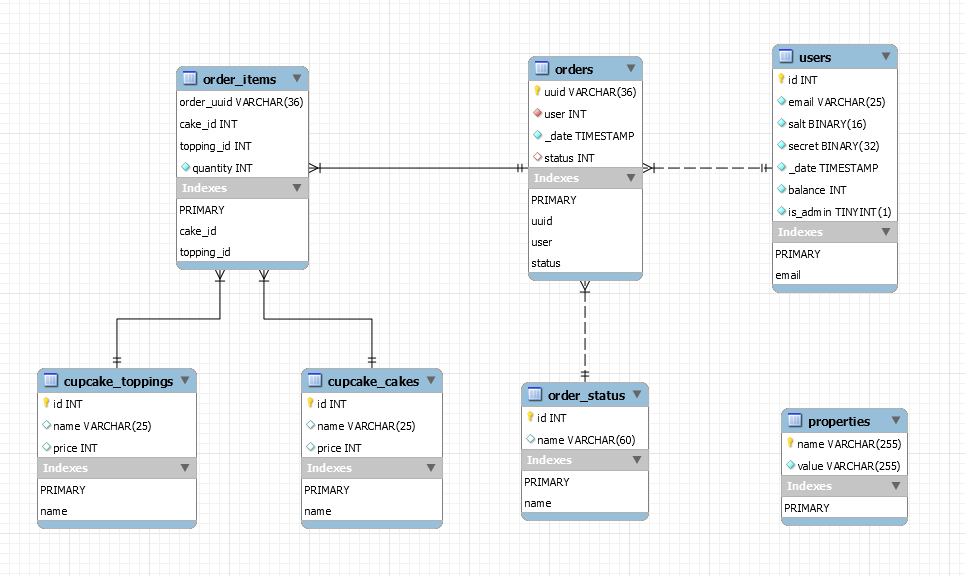 order_items
order_uuid VARCHAR(36)
cake_id INT
topping_id INT
quantity INT
Indexes
PRIMARY
cake_id
topping_id
orders
uuid VARCHAR(36)
user INT
_date TIMESTAMP
status INT
Indexes
PRIMARY
uuid
user
status
users
id INT
email VARCHAR(25)
salt BINARY(16)
secret BINARY(32)
_date TIMESTAMP
balance INT
is_admin TINYINT(1)
Indexes
PRIMARY
email
cupcake_toppings
id INT
name VARCHAR(25)
price INT
Indexes
PRIMARY
name
cupcake_cakes
id INT
name VARCHAR(25)
price INT
Indexes
PRIMARY
name
order_status
id INT
name VARCHAR(60)
Indexes
PRIMARY
name
properties
name VARCHAR(255)
value VARCHAR(255)
Indexes
PRIMARY